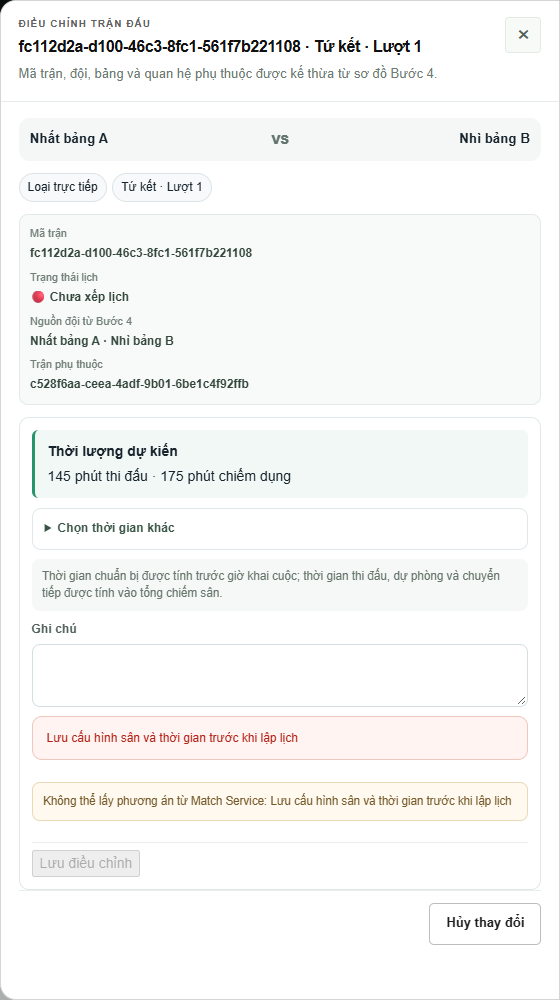 ĐIỀU CHỈNH TRẬN ĐẤU
fc112d2a-d100-46c3-8fc1-561f7b221108 · Tứ kết · Lượt 1
Mã trận, đội, bảng và quan hệ phụ thuộc được kế thừa từ sơ đồ Bước 4.
✕
Nhất bảng A
VS
Nhì bảng B
Loại trực tiếp
Tứ kết · Lượt 1
Mã trận
fc112d2a-d100-46c3-8fc1-561f7b221108
Trạng thái lịch
Chưa xếp lịch
Nguồn đội từ Bước 4
Nhất bảng A · Nhì bảng B
Trận phụ thuộc
c528f6aa-ceea-4adf-9b01-6be1c4f92ffb
Thời lượng dự kiến
145 phút thi đấu · 175 phút chiếm dụng
▶ Chọn thời gian khác
Thời gian chuẩn bị được tính trước giờ khai cuộc; thời gian thi đấu, dự phòng và chuyển
tiếp được tính vào tổng chiếm sân.
Ghi chú
Lưu cấu hình sân và thời gian trước khi lập lịch
Không thể lấy phương án từ Match Service: Lưu cấu hình sân và thời gian trước khi lập lịch
Lưu điều chỉnh
Hủy thay đổi